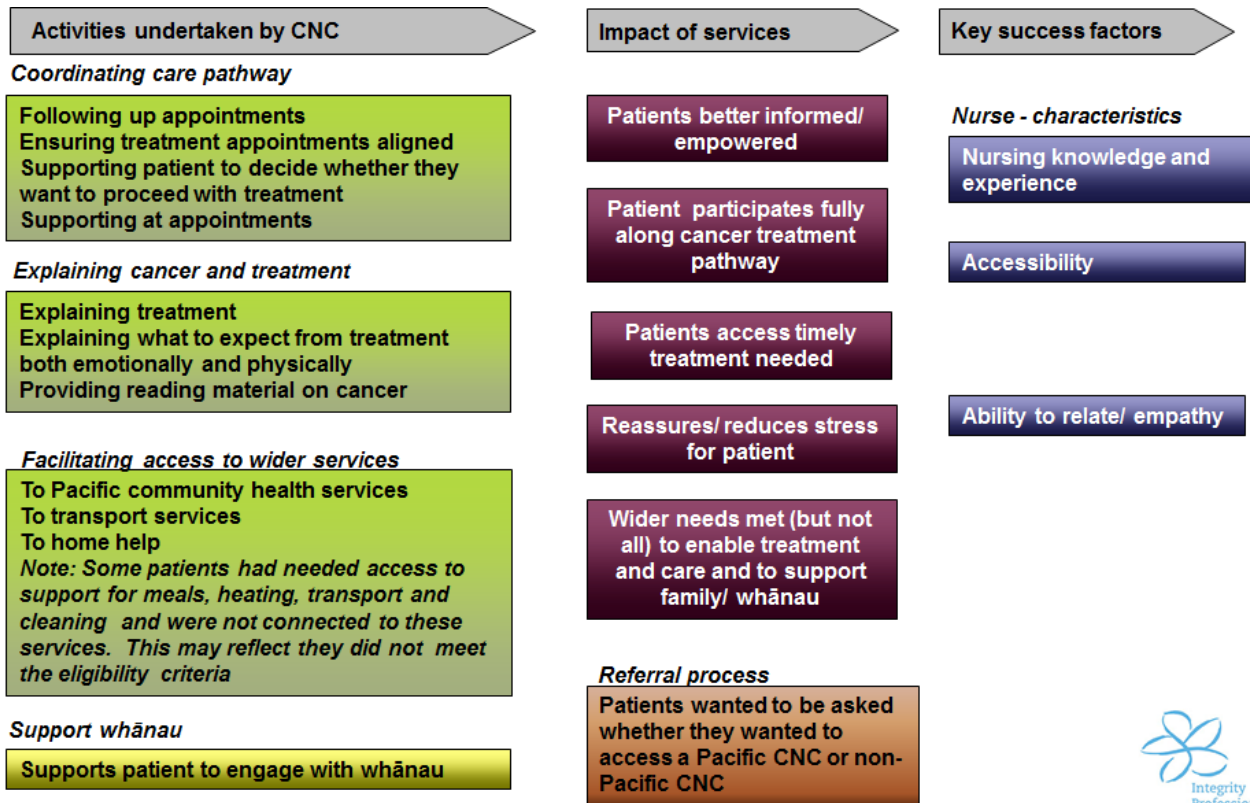 Activities undertaken by CNC
Coordinating care pathway
Following up appointments
Ensuring treatment appointments aligned
Supporting patient to decide whether they
want to proceed with treatment
Supporting at appointments
Explaining cancer and treatment
Explaining treatment
Explaining what to expect from treatment
both emotionally and physically
Providing reading material on cancer
Facilitating access to wider services
To Pacific community health services
To transport services
To home help
Note: Some patients had needed access to
support for meals, heating, transport and
cleaning and were not connected to these
services. This may reflect they did not meet
the eligibility criteria
Support whānau
Supports patient to engage with whānau
Impact of services
Patients better informed/
empowered
Patient participates fully
along cancer treatment
pathway
Patients access timely
treatment needed
Reassures/ reduces stress
for patient
Wider needs met (but not
all) to enable treatment
and care and to support
family/ whānau
Referral process
Patients wanted to be asked
whether they wanted to
access a Pacific CNC or non-
Pacific CNC
Key success factors
Nurse - characteristics
Nursing knowledge and
experience
Accessibility
Ability to relate/ empathy
Integrity